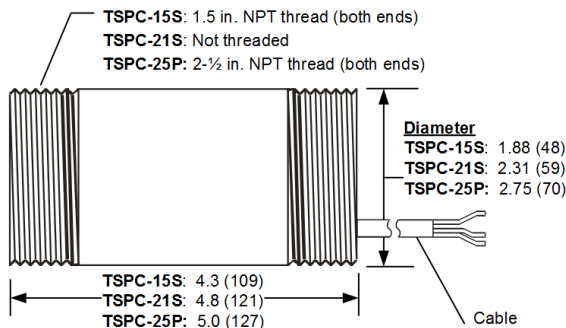 TSPC-15S: 1.5 in. NPT thread (both ends)
TSPC-21S: Not threaded
TSPC-25P: 2-½ in. NPT thread (both ends)
Diameter
TSPC-15S: 1.88 (48)
TSPC-21S: 2.31 (59)
TSPC-25P: 2.75 (70)
TSPC-15S: 4.3 (109)
TSPC-21S: 4.8 (121)
TSPC-25P: 5.0 (127)
Cable